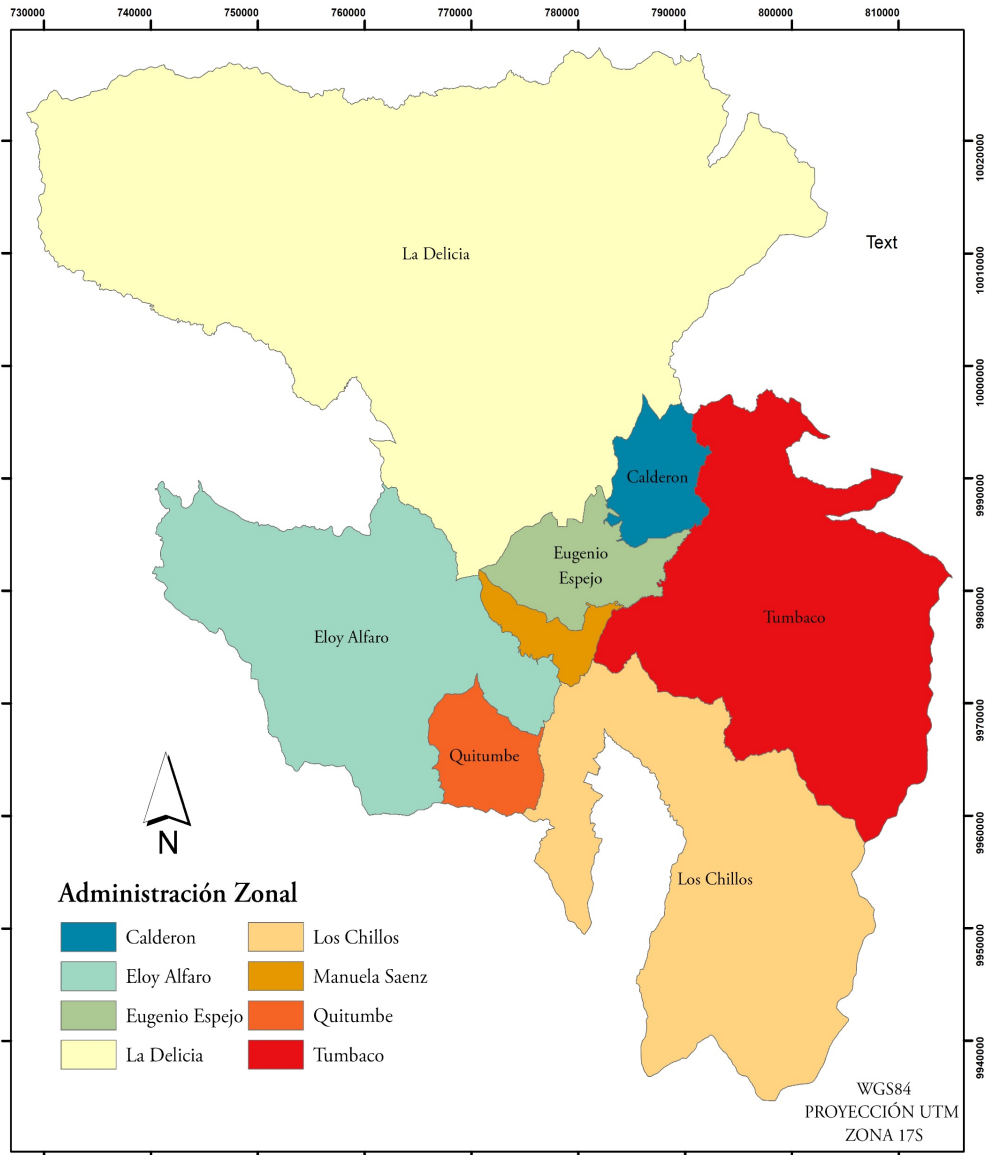 730000 740000 750000 760000 770000 780000 790000 800000 810000
10020000
Text
La Delicia
10010000
10000000
Calderon
9990000
Eugenio
Espejo
9980000
Tumbaco
Eloy Alfaro
9970000
Quitumbe
9960000
N
Los Chillos
Administración Zonal
Calderon
Eloy Alfaro
Eugenio Espejo
La Delicia
Los Chillos
Manuela Saenz
Quitumbe
Tumbaco
9950000
9940000
WGS84
PROYECCIÓN UTM
ZONA 17S